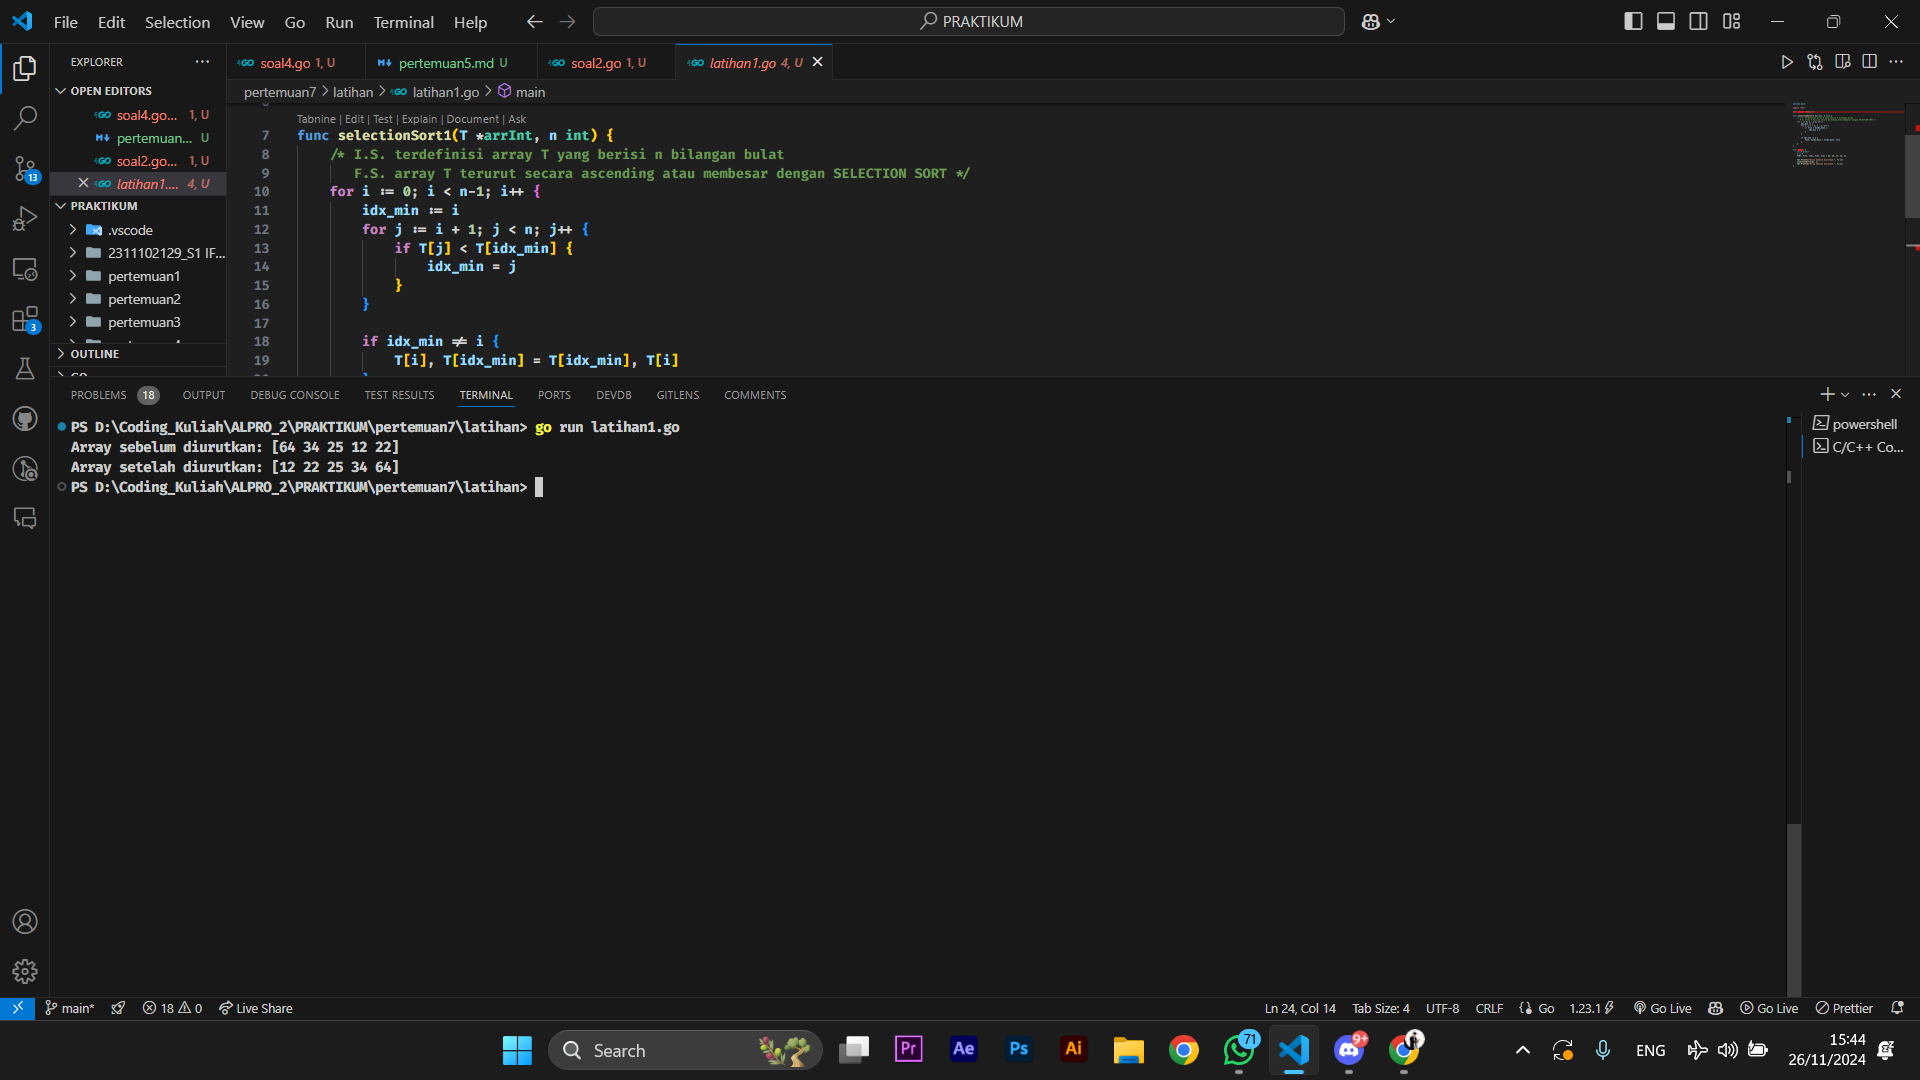 File Edit Selection View Go Run Terminal Help
PRAKTIKUM
EXPLORER
OPEN EDITORS
soal4.go... 1, U
pertemuan... U
soal2.go... 1, U
latihan1.... 4, U
PRAKTIKUM
.vscode
2311102129_S1 IF...
pertemuan1
pertemuan2
pertemuan3
OUTLINE
soal4.go 1, U
pertemuan5.md U
soal2.go 1, U
latihan1.go 4, U
pertemuan7 > latihan > latihan1.go > main
Tabnine | Edit | Test | Explain | Document | Ask
7 func selectionSort1(T *arrInt, n int) {
8 /* I.S. terdefinisi array T yang berisi n bilangan bulat
9 F.S. array T terurut secara ascending atau membesar dengan SELECTION SORT */
10 for i := 0; i < n-1; i++ {
11 idx_min := i
12 for j := i + 1; j < n; j++ {
13 if T[j] < T[idx_min] {
14 idx_min = j
15 }
16 }
17
18 if idx_min != i {
19 T[i], T[idx_min] = T[idx_min], T[i]
PROBLEMS 18 OUTPUT DEBUG CONSOLE TEST RESULTS TERMINAL PORTS DEVDB GITLENS COMMENTS
PS D:\Coding_Kuliah\ALPRO_2\PRAKTIKUM\pertemuan7\latihan> go run latihan1.go
Array sebelum diurutkan: [64 34 25 12 22]
Array setelah diurutkan: [12 22 25 34 64]
PS D:\Coding_Kuliah\ALPRO_2\PRAKTIKUM\pertemuan7\latihan>
powershell
C/C++ Co...
13
3
main* 18 0 Live Share
Ln 24, Col 14 Tab Size: 4 UTF-8 CRLF Go 1.23.1 Go Live Go Live Prettier
Search
Pr
Ae
Ps
Ai
71
9+
ENG
15:44
26/11/2024